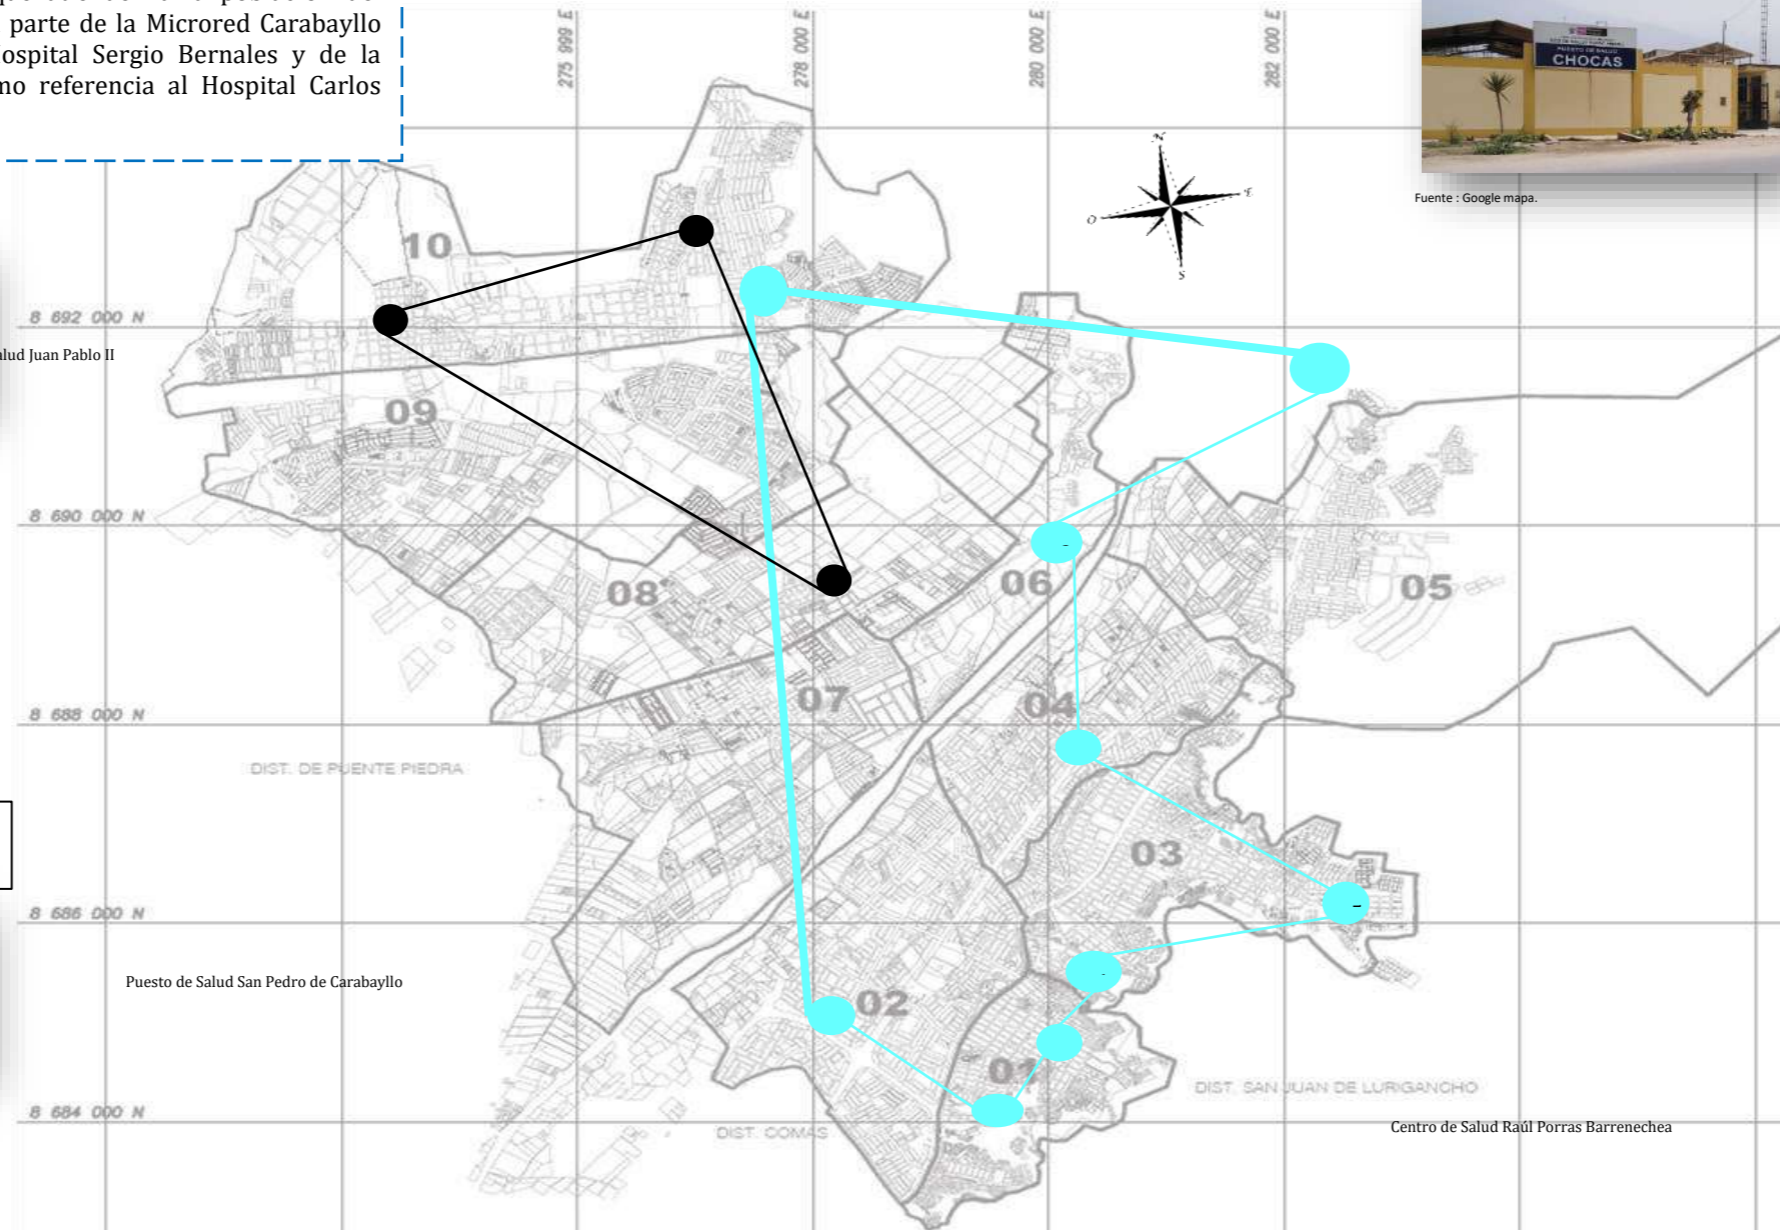 parte de la Microred Carabayllo
ospital Sergio Bernales y de la
no referencia al Hospital Carlos
275 999 E
278 000 E
280 000 E
282 000 E
PUESTO DE SALUD
CHOCAS
Fuente : Google mapa.
N
E
O
S
10
8 692 000 N
alud Juan Pablo II
09
8 690 000 N
08
06
05
07
04
8 688 000 N
DIST. DE PUENTE PIEDRA
03
8 686 000 N
Puesto de Salud San Pedro de Carabayllo
02
01
DIST. SAN JUAN DE LURIGANCHO
8 684 000 N
DIST. COMAS
Centro de Salud Raúl Porras Barrenechea